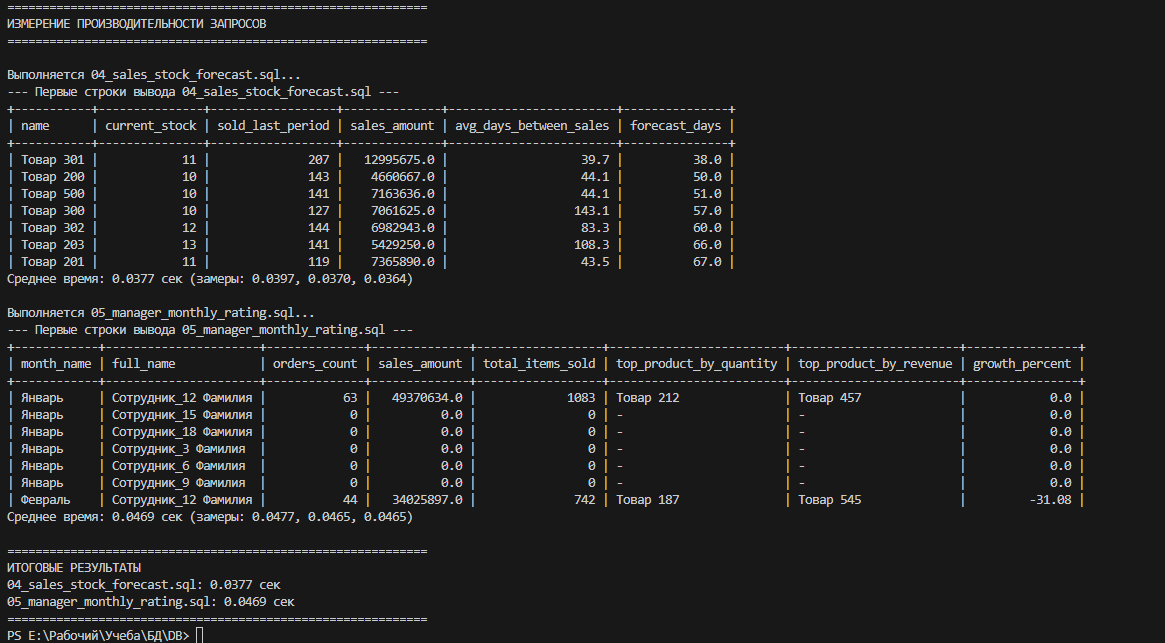 ============================================================
ИЗМЕРЕНИЕ ПРОИЗВОДИТЕЛЬНОСТИ ЗАПРОСОВ
============================================================
Выполняется 04_sales_stock_forecast.sql...
--- Первые строки вывода 04_sales_stock_forecast.sql ---
+-----------+---------------+------------------+--------------+------------------------+---------------+
| name      | current_stock | sold_last_period | sales_amount | avg_days_between_sales | forecast_days |
+-----------+---------------+------------------+--------------+------------------------+---------------+
| Товар 301 |            11 |              207 |   12995675.0 |                   39.7 |          38.0 |
| Товар 200 |            10 |              143 |    4660667.0 |                   44.1 |          50.0 |
| Товар 500 |            10 |              141 |    7163636.0 |                   44.1 |          51.0 |
| Товар 300 |            10 |              127 |    7061625.0 |                  143.1 |          57.0 |
| Товар 302 |            12 |              144 |    6982943.0 |                   83.3 |          60.0 |
| Товар 203 |            13 |              141 |    5429250.0 |                  108.3 |          66.0 |
| Товар 201 |            11 |              119 |    7365890.0 |                   43.5 |          67.0 |
Среднее время: 0.0377 сек (замеры: 0.0397, 0.0370, 0.0364)
Выполняется 05_manager_monthly_rating.sql...
--- Первые строки вывода 05_manager_monthly_rating.sql ---
+------------+----------------------+--------------+--------------+------------------+-------------------------+------------------------+----------------+
| month_name | full_name            | orders_count | sales_amount | total_items_sold | top_product_by_quantity | top_product_by_revenue | growth_percent |
+------------+----------------------+--------------+--------------+------------------+-------------------------+------------------------+----------------+
| Январь     | Сотрудник_12 Фамилия |           63 |   49370634.0 |             1083 | Товар 212               | Товар 457              |            0.0 |
| Январь     | Сотрудник_15 Фамилия |            0 |          0.0 |                0 | -                       | -                      |            0.0 |
| Январь     | Сотрудник_18 Фамилия |            0 |          0.0 |                0 | -                       | -                      |            0.0 |
| Январь     | Сотрудник_3 Фамилия  |            0 |          0.0 |                0 | -                       | -                      |            0.0 |
| Январь     | Сотрудник_6 Фамилия  |            0 |          0.0 |                0 | -                       | -                      |            0.0 |
| Январь     | Сотрудник_9 Фамилия  |            0 |          0.0 |                0 | -                       | -                      |            0.0 |
| Февраль    | Сотрудник_12 Фамилия |           44 |   34025897.0 |              742 | Товар 187               | Товар 545              |         -31.08 |
Среднее время: 0.0469 сек (замеры: 0.0477, 0.0465, 0.0465)
============================================================
ИТОГОВЫЕ РЕЗУЛЬТАТЫ
04_sales_stock_forecast.sql: 0.0377 сек
05_manager_monthly_rating.sql: 0.0469 сек
============================================================
PS E:\Рабочий\Учеба\БД\DB>